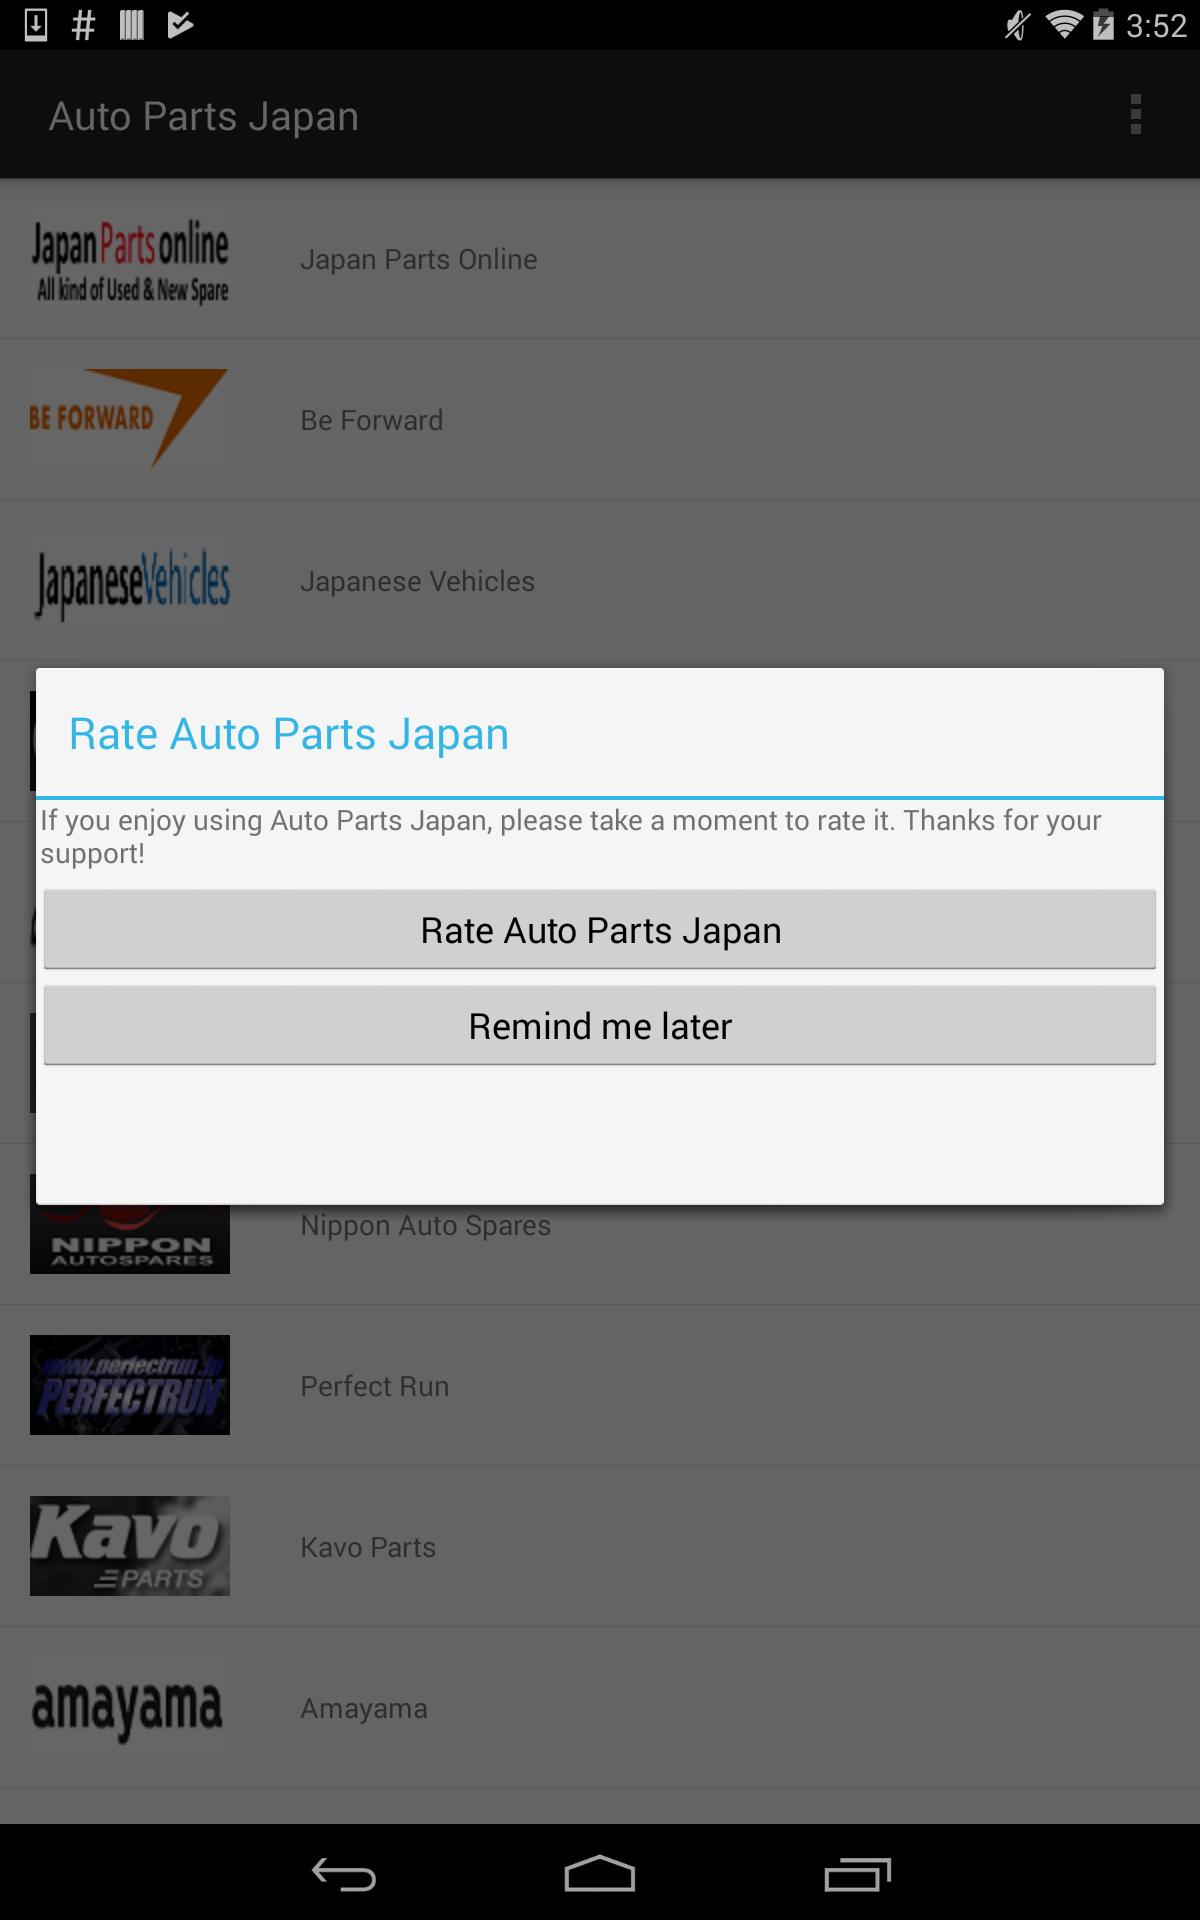 3:52
Auto Parts Japan
JapanPartsonline
All kind of Used & New Spare
Japan Parts Online
BE FORWARD
Be Forward
JapaneseVehicles
Japanese Vehicles
Rate Auto Parts Japan
If you enjoy using Auto Parts Japan, please take a moment to rate it. Thanks for your
support!
Rate Auto Parts Japan
Remind me later
NIPPON
AUTOSPARES
Nippon Auto Spares
www.perfectrun.jp
PERFECTRUN
Perfect Run
Kavo
PARTS
Kavo Parts
amayama
Amayama